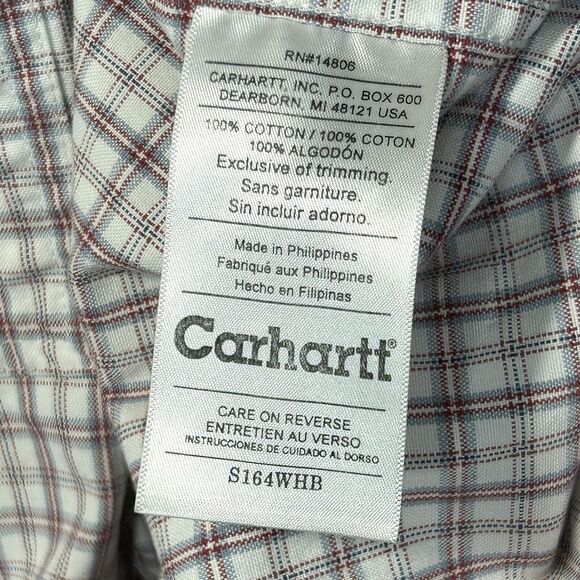 RN#14806
CARHARTT, INC. P.O. BOX 600
DEARBORN, MI 48121 USA
100% COTTON / 100% COTON
100% ALGODÓN
Exclusive of trimming.
Sans garniture.
Sin incluir adorno.
Made in Philippines
Fabriqué aux Philippines
Hecho en Filipinas
Carhartt®
CARE ON REVERSE
ENTRETIEN AU VERSO
INSTRUCCIONES DE CUIDADO AL DORSO
S164WHB